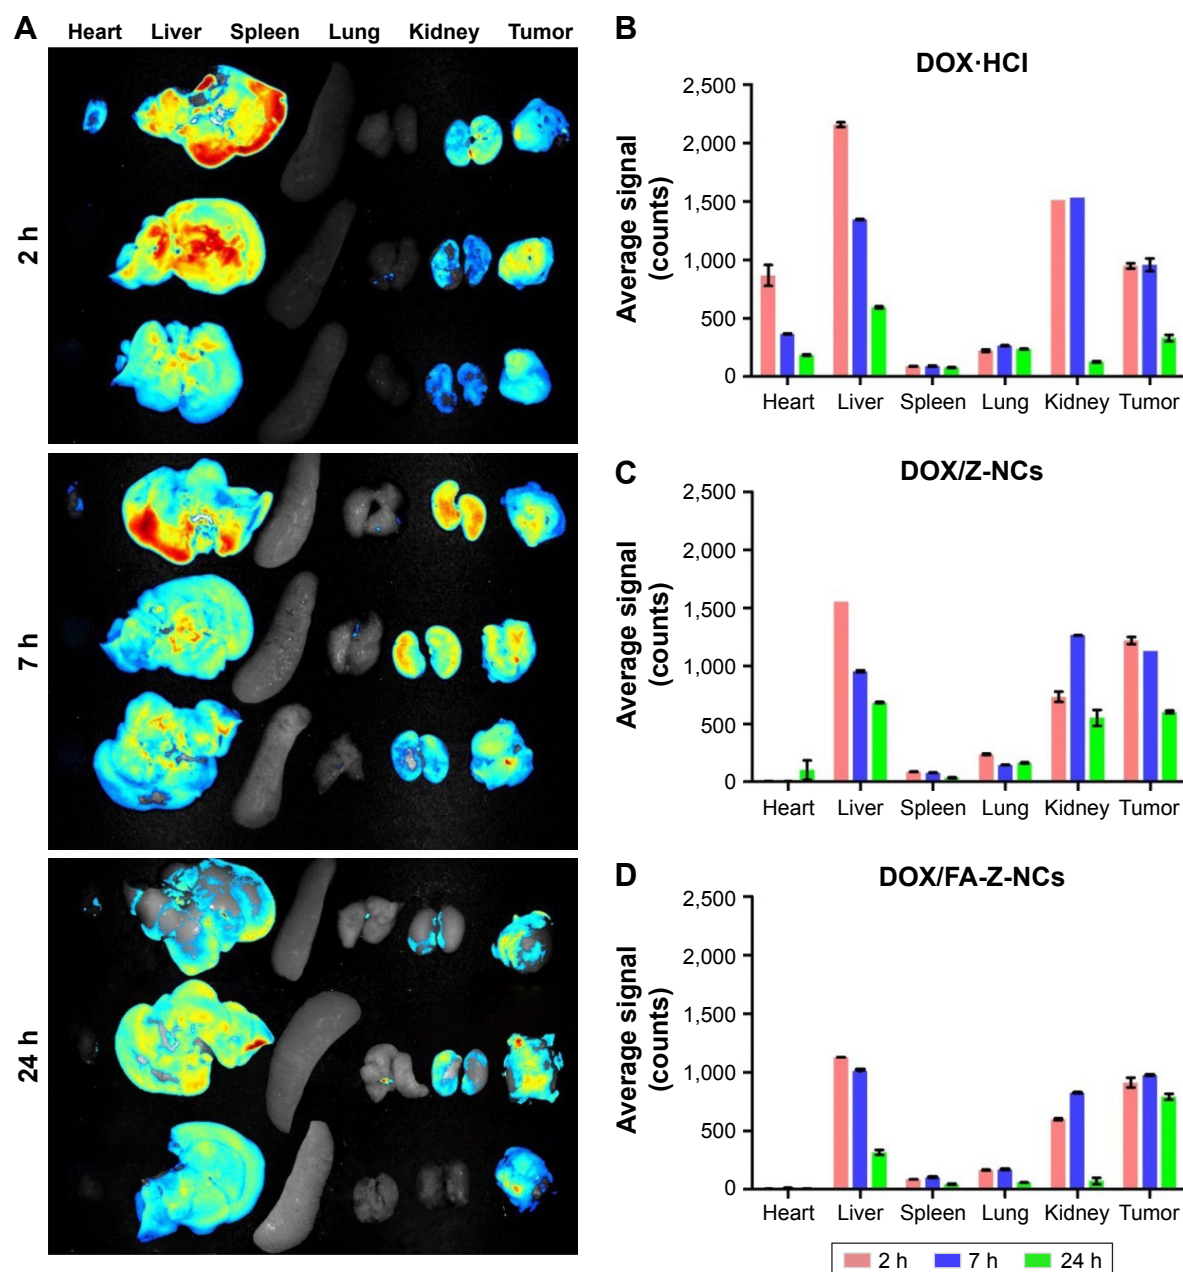 A
Heart Liver Spleen Lung Kidney Tumor
2 h
7 h
24 h
B
DOX·HCl
Average signal
(counts)
2,500
2,000
1,500
1,000
500
0
Heart Liver Spleen Lung Kidney Tumor
C
DOX/Z-NCs
Average signal
(counts)
2,500
2,000
1,500
1,000
500
0
Heart Liver Spleen Lung Kidney Tumor
D
DOX/FA-Z-NCs
Average signal
(counts)
2,500
2,000
1,500
1,000
500
0
Heart Liver Spleen Lung Kidney Tumor
2 h 7 h 24 h